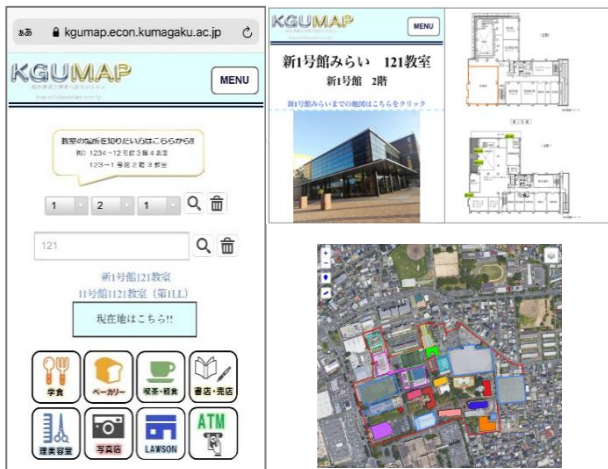 ああ kgumap.econ.kumagaku.ac.jp
KGUMAP
MENU
教室の場所を知りたい方はこちらから!!
例) 1234→12号館3階4教室
123→1号館2階3教室
1 2 1
121
新1号館121教室
11号館1121教室（第1LL）
現在地はこちら!!
学食
ベーカリー
喫茶・軽食
書店・売店
理美容室
写真店
LAWSON
ATM
KGUMAP
MENU
新1号館みらい 121教室
新1号館 2階
新1号館みらいまでの地図はこちらをクリック